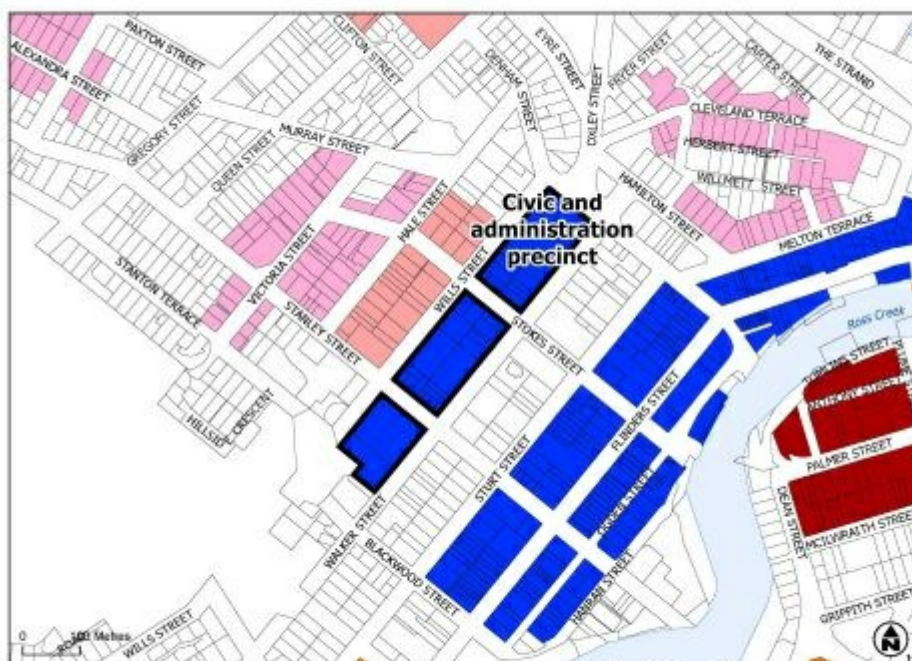 PAXTON STREET
CLIFTON STREET
ALEXANDRA STREET
DENHAM STREET
EYRE STREET
OXLEY STREET
FRYER STREET
CARTER STREET
THE STRAND
GREGORY STREET
MURRAY STREET
QUEEN STREET
CLEVELAND TERRACE
HERBERT STREET
WILLMETT STREET
HAMILTON STREET
HALE STREET
Civic and
administration
precinct
MELTON TERRACE
VICTORIA STREET
STANTON TERRACE
WILLS STREET
STANLEY STREET
STOKES STREET
Ross Creek
FLINDERS STREET
ANTHONY STREET
HILLSIDE CRESCENT
STURT STREET
PALMER STREET
OGDEN STREET
DEAN STREET
WALKER STREET
MCILWRAITH STREET
BLACKWOOD STREET
HANRAN STREET
GRIFFITH STREET
WILLS STREET
ROAD
0 100 Metres
N